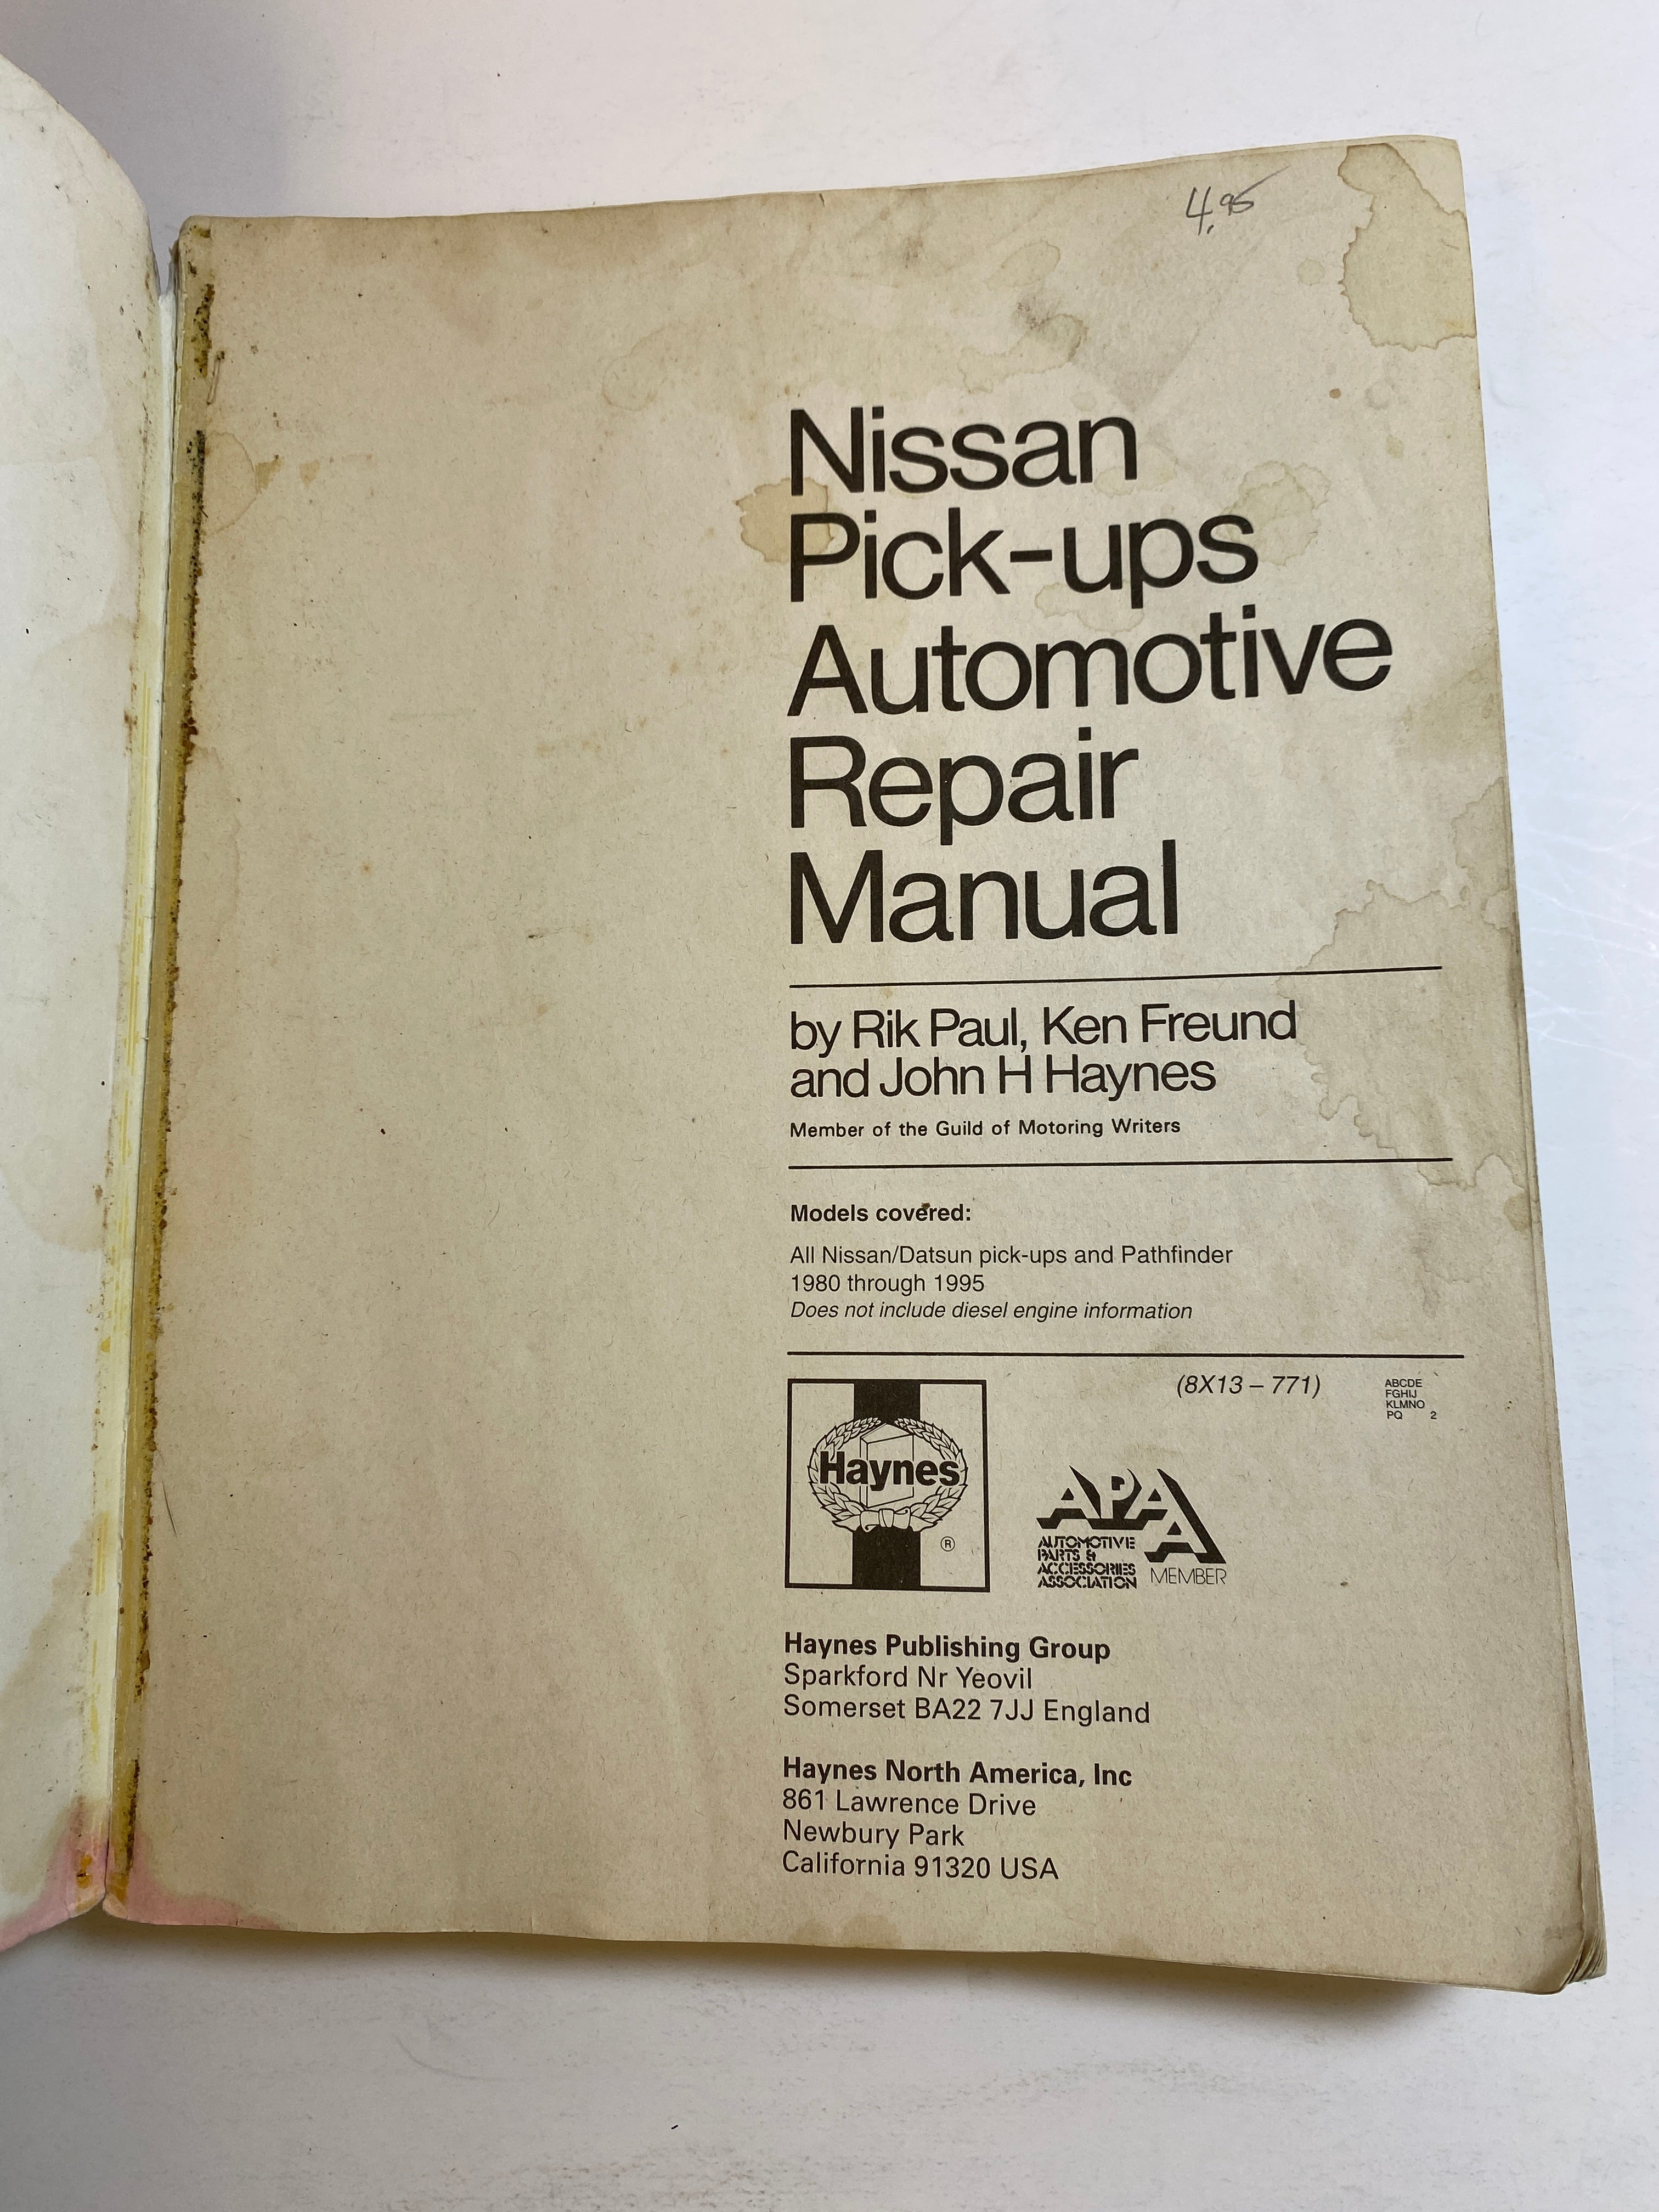 4.95
Nissan
Pick-ups
Automotive
Repair
Manual
by Rik Paul, Ken Freund
and John H Haynes
Member of the Guild of Motoring Writers
Models covered:
All Nissan/Datsun pick-ups and Pathfinder
1980 through 1995
Does not include diesel engine information
(8X13 – 771)
ABCDE
FGHIJ
KLMNO
PQ 2
Haynes
®
APAA
AUTOMOTIVE
PARTS &
ACCESSORIES
ASSOCIATION MEMBER
Haynes Publishing Group
Sparkford Nr Yeovil
Somerset BA22 7JJ England
Haynes North America, Inc
861 Lawrence Drive
Newbury Park
California 91320 USA